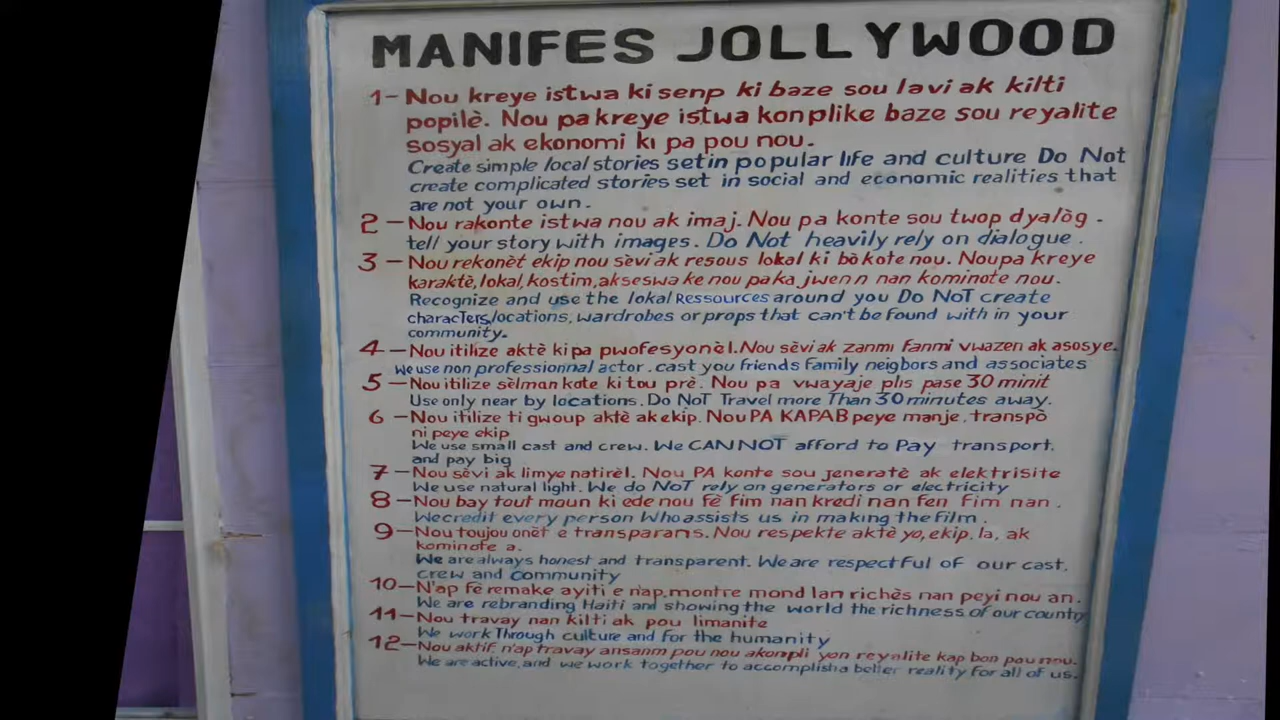 MANIFES JOLLYWOOD
1- Nou kreye istwa ki senp ki baze sou lavi ak kilti
popilè. Nou pa kreye istwa konplike baze sou reyalite
sosyal ak ekonomi ki pa pou nou.
Create simple local stories set in popular life and culture Do Not
create complicated stories set in social and economic realities that
are not your own.
2 - Nou rakonte istwa nou ak imaj. Nou pa konte sou twop dyalòg.
tell your story with images. Do Not heavily rely on dialogue.
3 - Nou rekonèt ekip nou sèvi ak resous lokal ki bò kote nou. Nou pa kreye
karaktè, lokal, kostim, akseswa ke nou paka jwenn nan kominote nou.
Recognize and use the lokal Ressources around you Do NoT create
characTers, locations, wardrobes or props that can't be found with in your
community.
4 - Nou itilize aktè ki pa pwofesyonèl. Nou sèvi ak zanmi Fanmi vwazen ak asosye.
we use non professionnal actor. cast you friends Family neigbors and associates
5 - Nou itilize sèlman kote ki tou prè. Nou pa vwayaje plis pase 30 minit
Use only near by locations. Do NoT Travel more Than 30 minutes away.
6 - Nou itilize ti gwoup aktè ak ekip. Nou PA KAPAB peye manje, transpò
ni peye ekip
We use small cast and crew. We CAN NOT afford to Pay transport.
and pay big
7 - Nou sèvi ak limye natirèl. Nou PA konte sou jeneratè ak elektrisite
We use natural light. We do NoT rely on generators or electricity
8 - Nou bay tout moun ki ede nou fè fim nan kredi nan fen Fim nan.
We credit every person Who assists us in making the film.
9 - Nou toujou onèt e transparans. Nou respekte aktè yo, ekip. la, ak
kominote a.
We are always honest and transparent. We are respectful of our cast,
crew and community
10 - N'ap fè remake ayiti e nap, montre mond lan richès nan peyi nou an.
We are rebranding Haiti and showing the world the richness of our country
11 - Nou travay nan kilti ak pou limanite
We work Through culture and for the humanity
12 - Nou aktif, n'ap travay ansanm pou nou akonpli yon reyalite kap bon pou nou.
We are active, and we work together to accomplish a better reality for all of us.